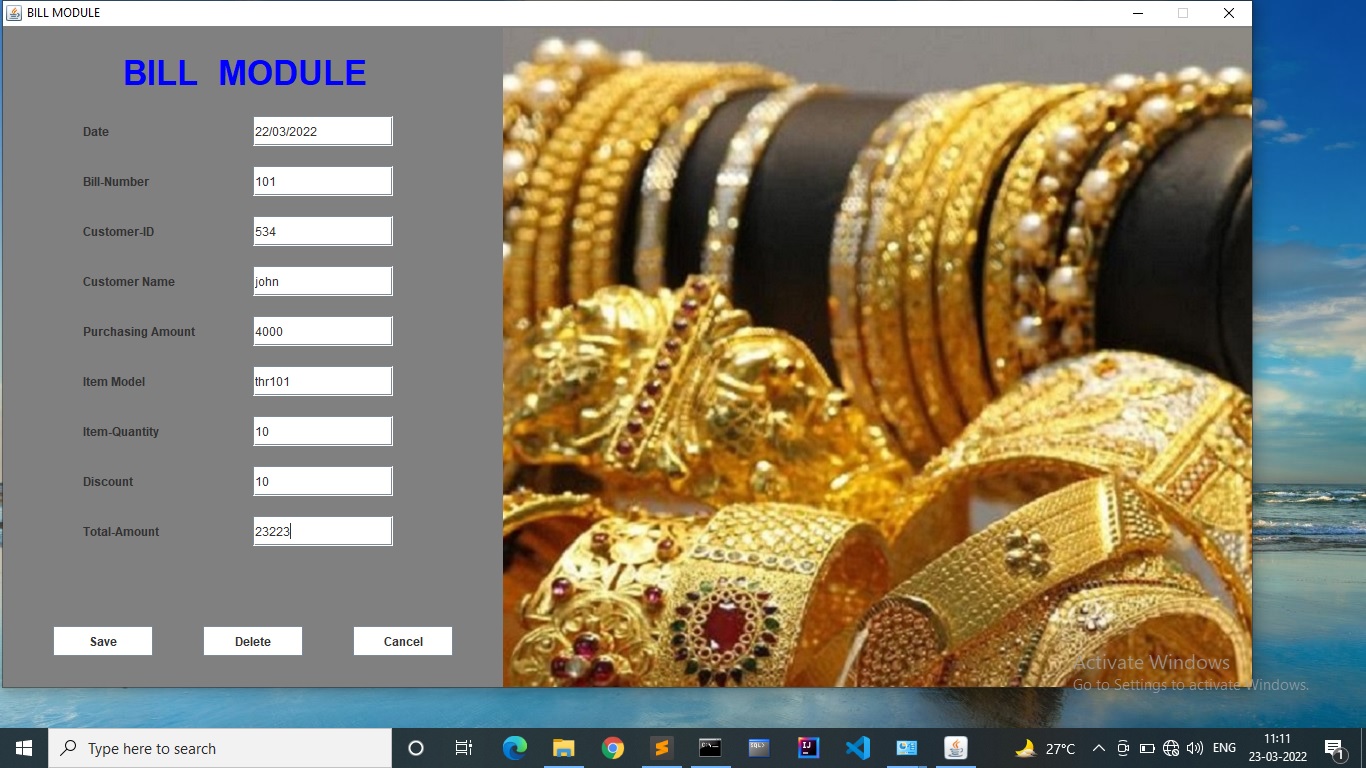 BILL MODULE
BILL MODULE
Date 22/03/2022
Bill-Number 101
Customer-ID 534
Customer Name john
Purchasing Amount 4000
Item Model thr101
Item-Quantity 10
Discount 10
Total-Amount 23223
Save Delete Cancel
Activate Windows
Go to Settings to activate Windows.
Type here to search
27°C
ENG
11:11
23-03-2022
1